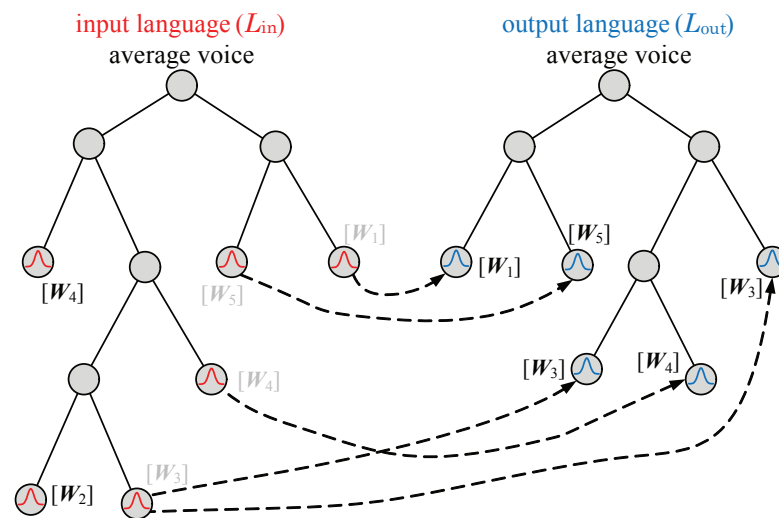 input language (Lin)
average voice
output language (Lout)
average voice
[W1]
[W5]
[W4]
[W5]
[W1]
[W3]
[W4]
[W3]
[W4]
[W3]
[W2]